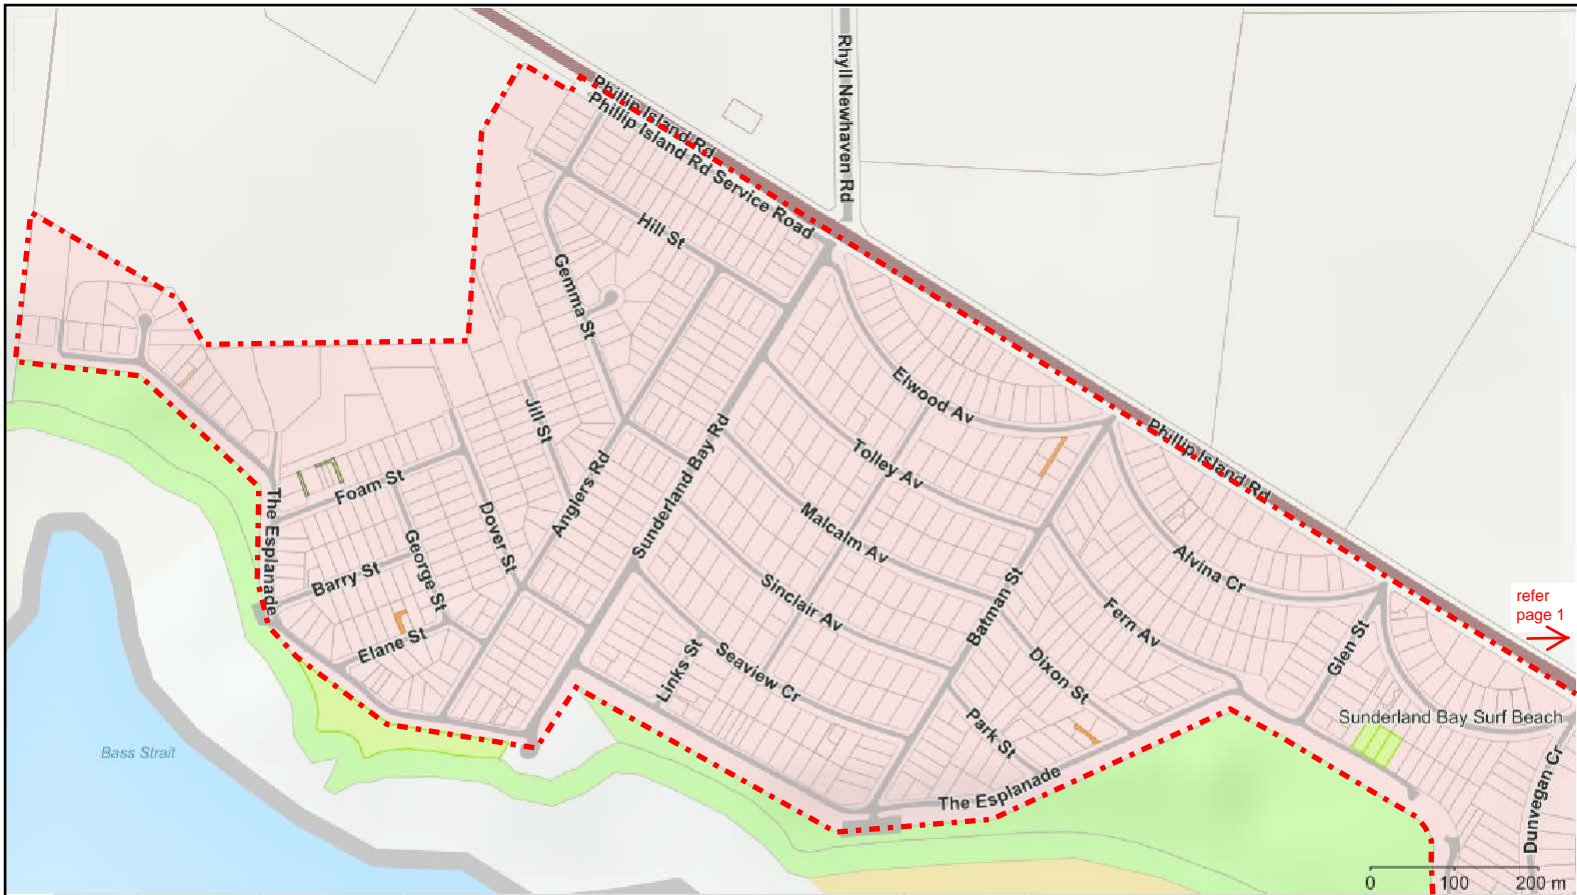 Phillip Island Rd
Phillip Island Rd Service Road
Rhyll Newhaven Rd
Hill St
Gemma St
Elwood Av
Jill St
Tolley Av
Phillip Island Rd
Sunderland Bay Rd
Anglers Rd
Foam St
The Esplanade
Dover St
Malcalm Av
George St
Barry St
Alvina Cr
Sinclair Av
Batman St
Fern Av
refer
page 1
Elane St
Glen St
Links St
Seaview Cr
Dixon St
Park St
Sunderland Bay Surf Beach
Bass Strait
The Esplanade
Dunvegan Cr
0 100 200 m